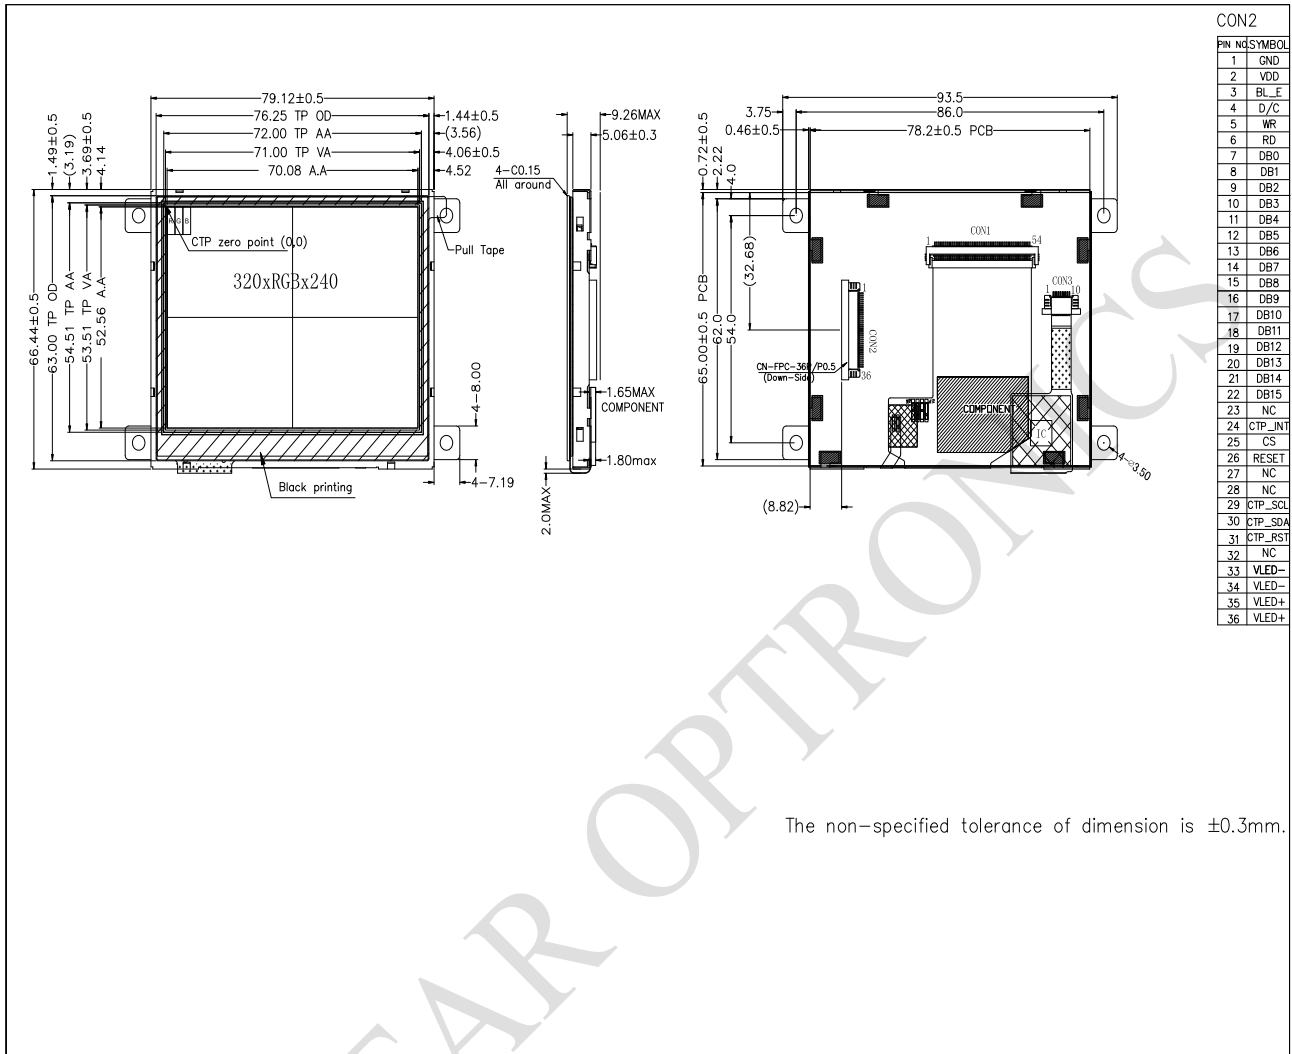 CON2
PIN NO. SYMBOL
1 GND
2 VDD
3 BL_E
4 D/C
5 WR
6 RD
7 DB0
8 DB1
9 DB2
10 DB3
11 DB4
12 DB5
13 DB6
14 DB7
15 DB8
16 DB9
17 DB10
18 DB11
19 DB12
20 DB13
21 DB14
22 DB15
23 NC
24 CTP_INT
25 CS
26 RESET
27 NC
28 NC
29 CTP_SCL
30 CTP_SDA
31 CTP_RST
32 NC
33 VLED-
34 VLED-
35 VLED+
36 VLED+
79.12±0.5
76.25 TP OD
1.44±0.5
72.00 TP AA
(3.56)
71.00 TP VA
4.06±0.5
70.08 A.A
4.52
1.49±0.5
(3.19)
3.69±0.5
4.14
66.44±0.5
63.00 TP OD
54.51 TP AA
53.51 TP VA
52.56 A.A
R G B
CTP zero point (0,0)
320xRGBx240
Pull Tape
4-8.00
4-7.19
Black printing
9.26MAX
5.06±0.3
4-C0.15
All around
1.65MAX
COMPONENT
1.80max
2.0MAX
93.5
3.75
86.0
0.46±0.5
78.2±0.5 PCB
0.72±0.5
2.22
4.0
65.00±0.5 PCB
62.0
54.0
(32.68)
1 CON1 54
CON3
1 10
1
CON2
36
CN-FPC-36P/P0.5
(Down-Side)
COMPONENT
IC
4-⌀3.50
(8.82)
The non-specified tolerance of dimension is ±0.3mm.
EAR OPTRONICS